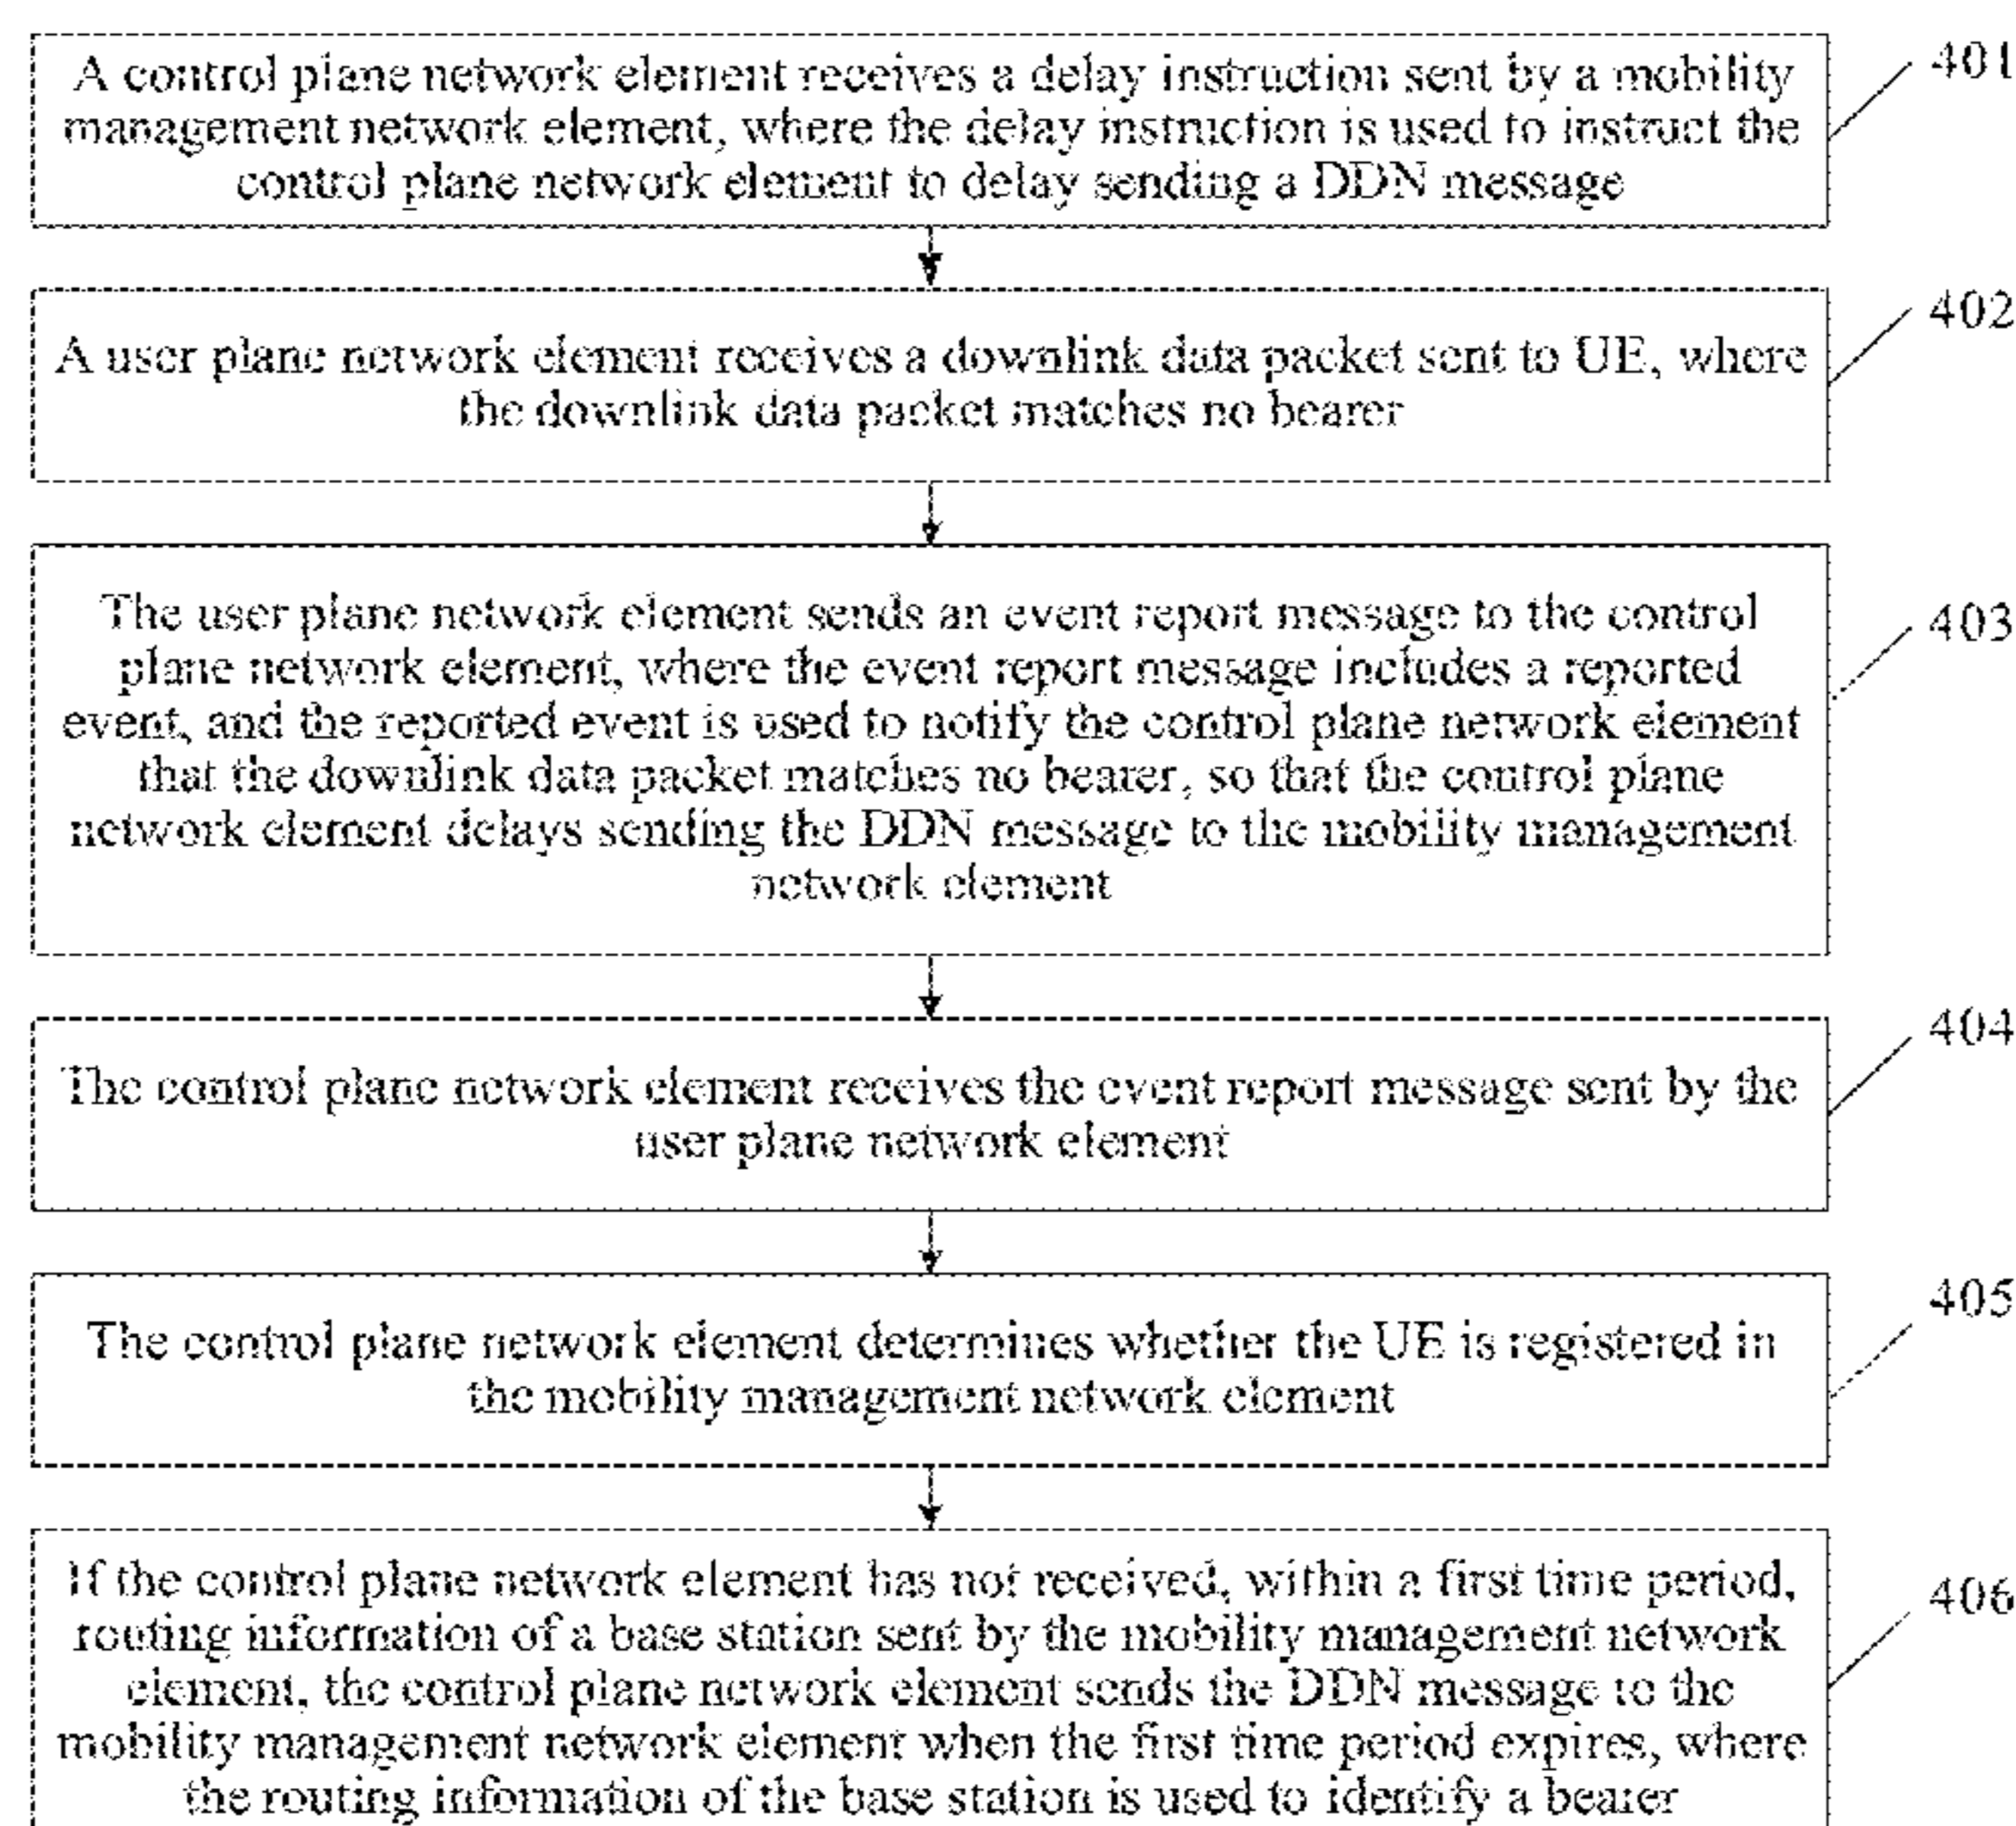 A control plane network element receives a delay instruction sent by a mobility
management network element, where the delay instruction is used to instruct the
control plane network element to delay sending a DDN message
401
A user plane network element receives a downlink data packet sent to UE, where
the downlink data packet matches no bearer
402
The user plane network element sends an event report message to the control
plane network element, where the event report message includes a reported
event, and the reported event is used to notify the control plane network element
that the downlink data packet matches no bearer, so that the control plane
network element delays sending the DDN message to the mobility management
network element
403
The control plane network element receives the event report message sent by the
user plane network element
404
The control plane network element determines whether the UE is registered in
the mobility management network element
405
If the control plane network element has not received, within a first time period,
routing information of a base station sent by the mobility management network
element, the control plane network element sends the DDN message to the
mobility management network element when the first time period expires, where
the routing information of the base station is used to identify a bearer
406